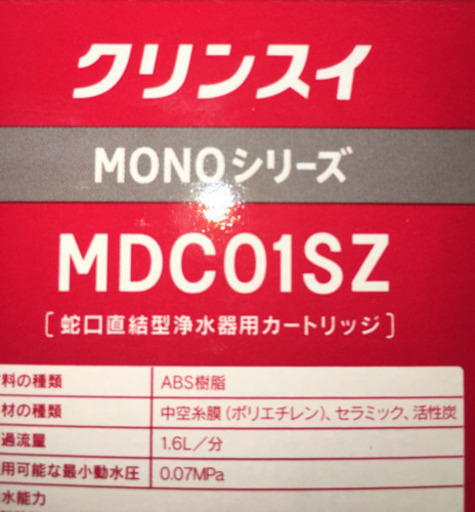 クリンスイ
MONOシリーズ
MDC01SZ
［蛇口直結型浄水器用カートリッジ］
料の種類 ABS樹脂
材の種類 中空糸膜(ポリエチレン)、セラミック、活性炭
過流量 1.6L／分
用可能な最小動水圧 0.07MPa
水能力